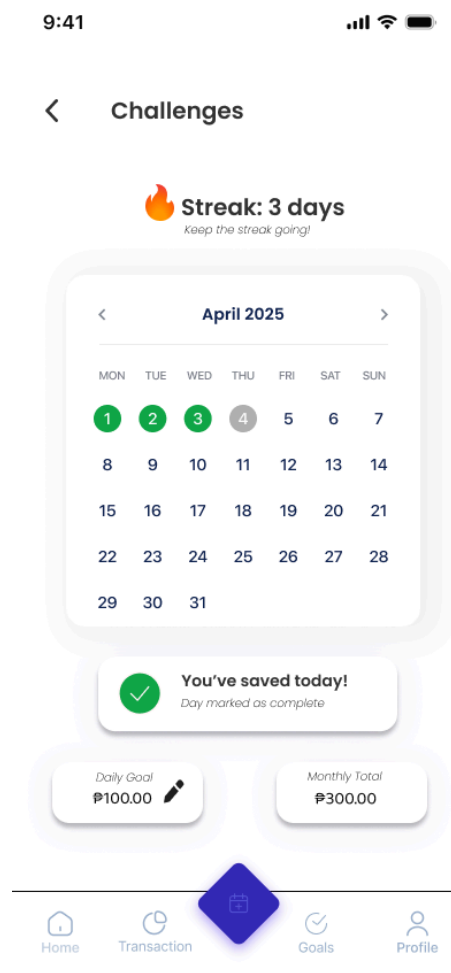 9:41
Challenges
🔥 Streak: 3 days
Keep the streak going!
April 2025
MON TUE WED THU FRI SAT SUN
1 2 3 4 5 6 7
8 9 10 11 12 13 14
15 16 17 18 19 20 21
22 23 24 25 26 27 28
29 30 31
You've saved today!
Day marked as complete
Daily Goal
₱100.00
Monthly Total
₱300.00
Home Transaction Goals Profile